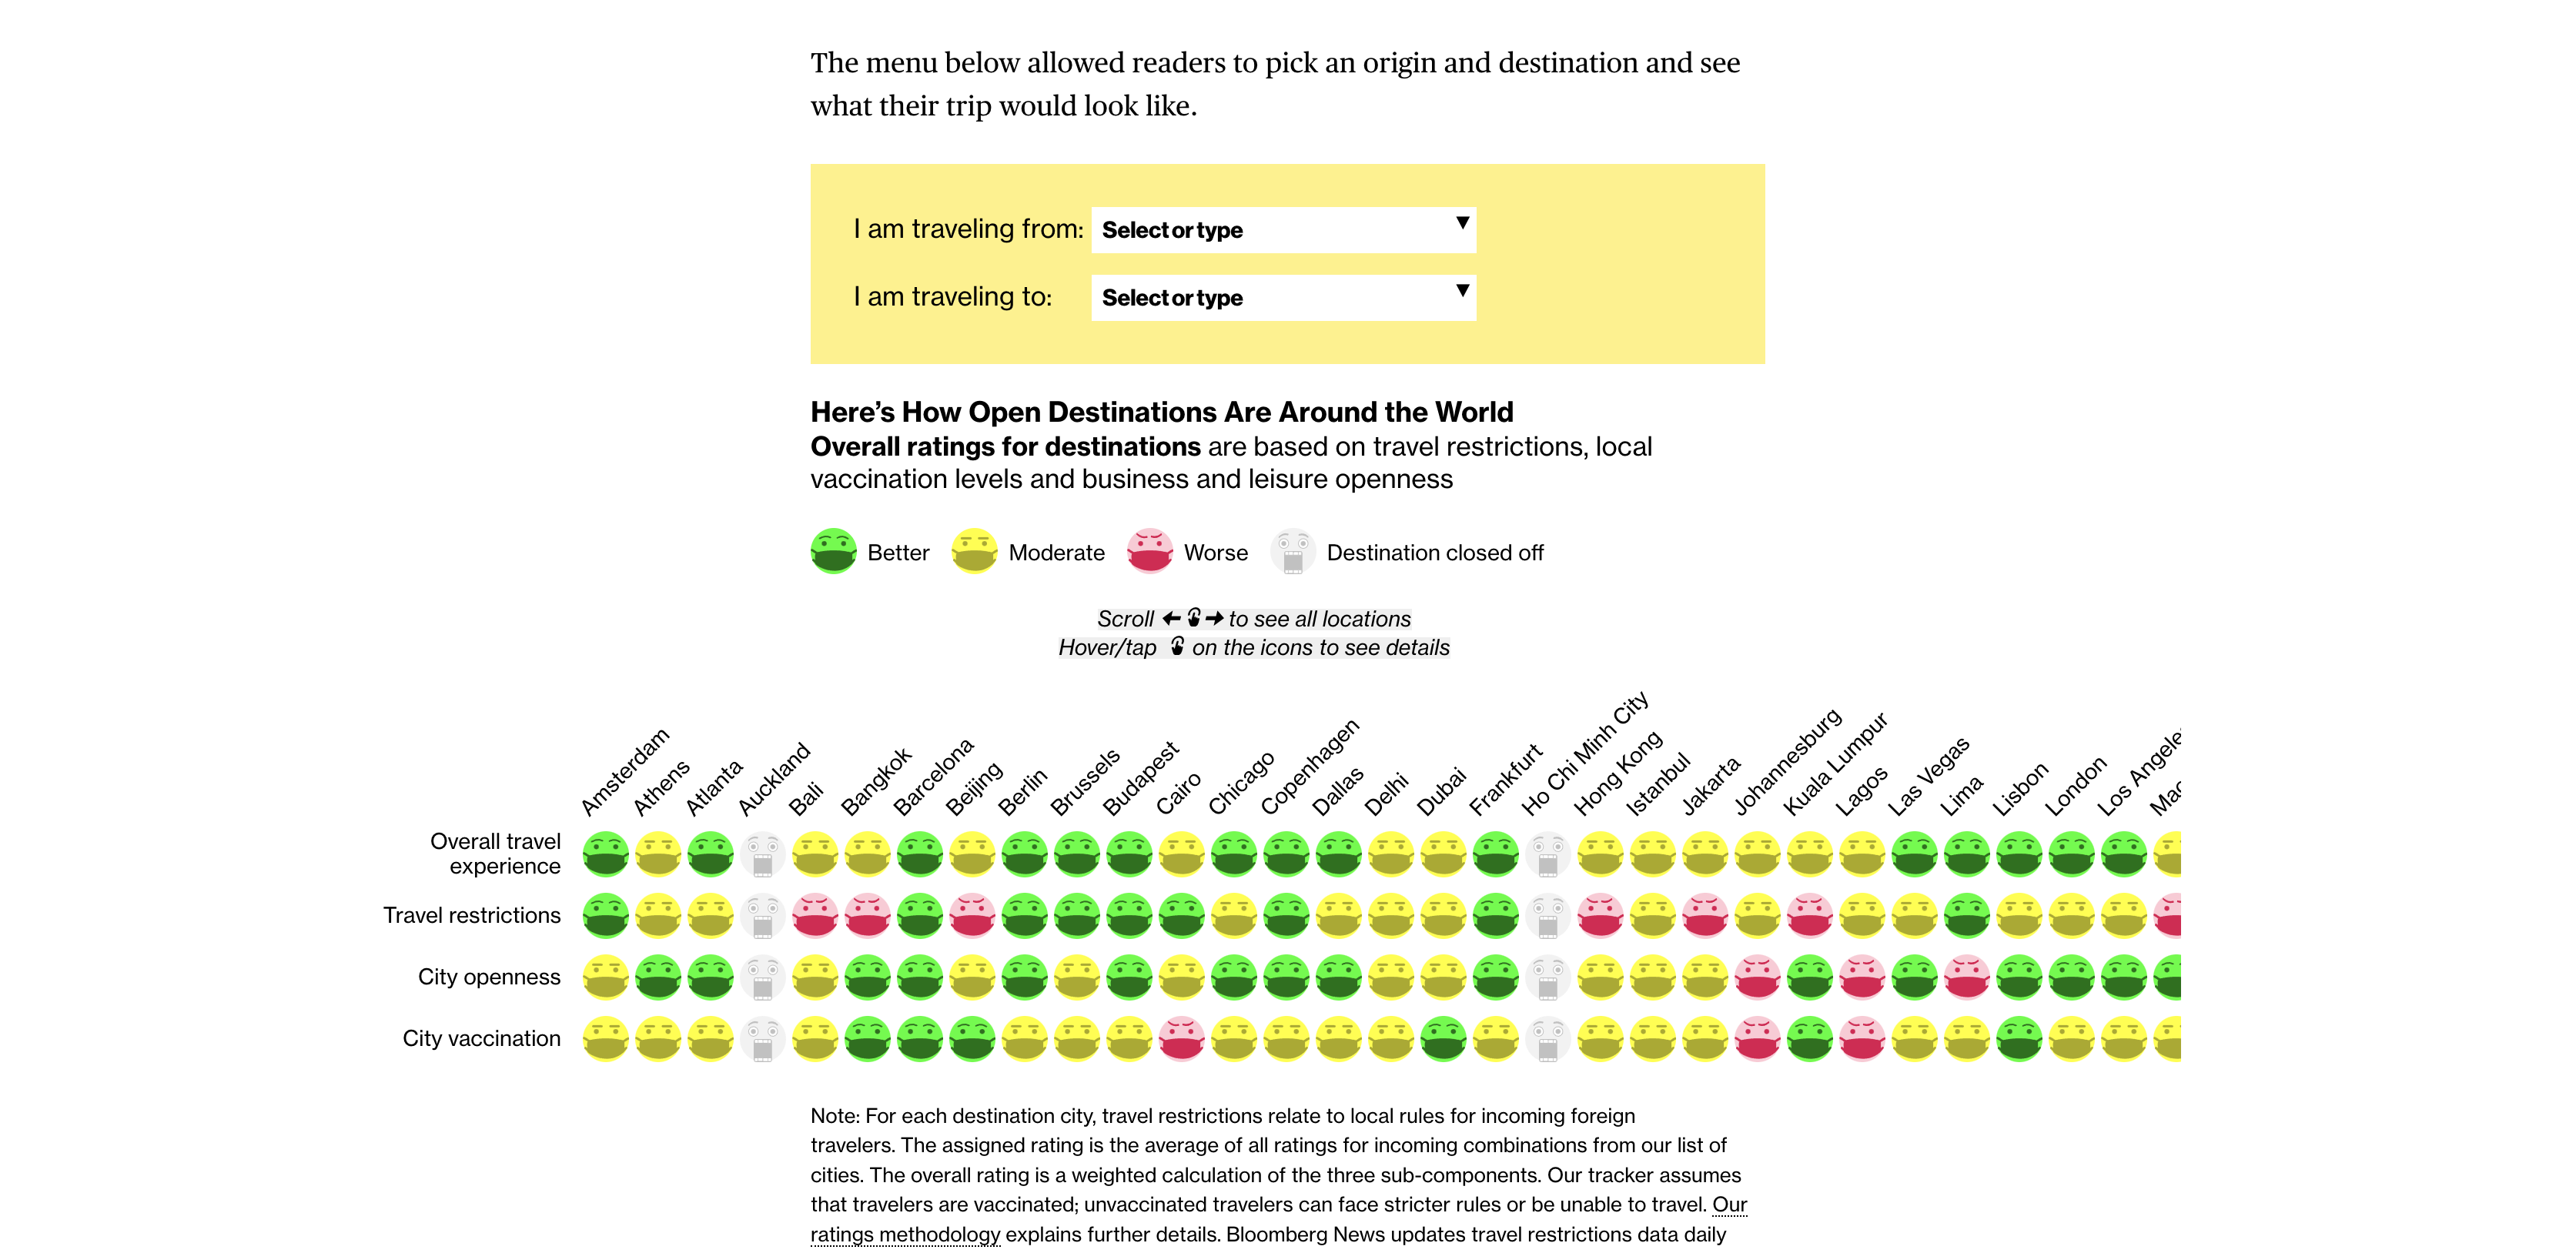 The menu below allowed readers to pick an origin and destination and see
what their trip would look like.
I am traveling from:
Select or type
I am traveling to:
Select or type
Here’s How Open Destinations Are Around the World
Overall ratings for destinations are based on travel restrictions, local
vaccination levels and business and leisure openness
Better
Moderate
Worse
Destination closed off
Scroll to see all locations
Hover/tap on the icons to see details
Amsterdam
Athens
Atlanta
Auckland
Bali
Bangkok
Barcelona
Beijing
Berlin
Brussels
Budapest
Cairo
Chicago
Copenhagen
Dallas
Delhi
Dubai
Frankfurt
Ho Chi Minh City
Hong Kong
Istanbul
Jakarta
Johannesburg
Kuala Lumpur
Lagos
Las Vegas
Lima
Lisbon
London
Los Angele
Overall travel
experience
Travel restrictions
City openness
City vaccination
Note: For each destination city, travel restrictions relate to local rules for incoming foreign
travelers. The assigned rating is the average of all ratings for incoming combinations from our list of
cities. The overall rating is a weighted calculation of the three sub-components. Our tracker assumes
that travelers are vaccinated; unvaccinated travelers can face stricter rules or be unable to travel. Our
ratings methodology explains further details. Bloomberg News updates travel restrictions data daily